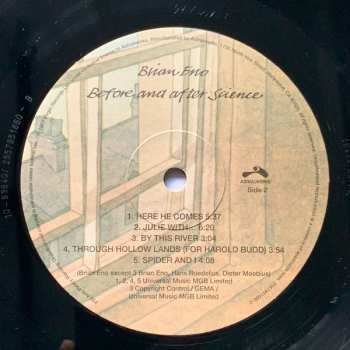 Brian Eno
Before and after Science
ASTRALWERKS
Side 2
1. HERE HE COMES 5:37
2. JULIE WITH... 6:20
3. BY THIS RIVER 3:04
4. THROUGH HOLLOW LANDS (FOR HAROLD BUDD) 3:54
5. SPIDER AND I 4:08
(Brian Eno except 3 Brian Eno, Hans Roedelius, Dieter Moebius)
1, 2, 4, 5 Universal Music MGB Limited
3 Copyright Control / GEMA /
Universal Music MGB Limited